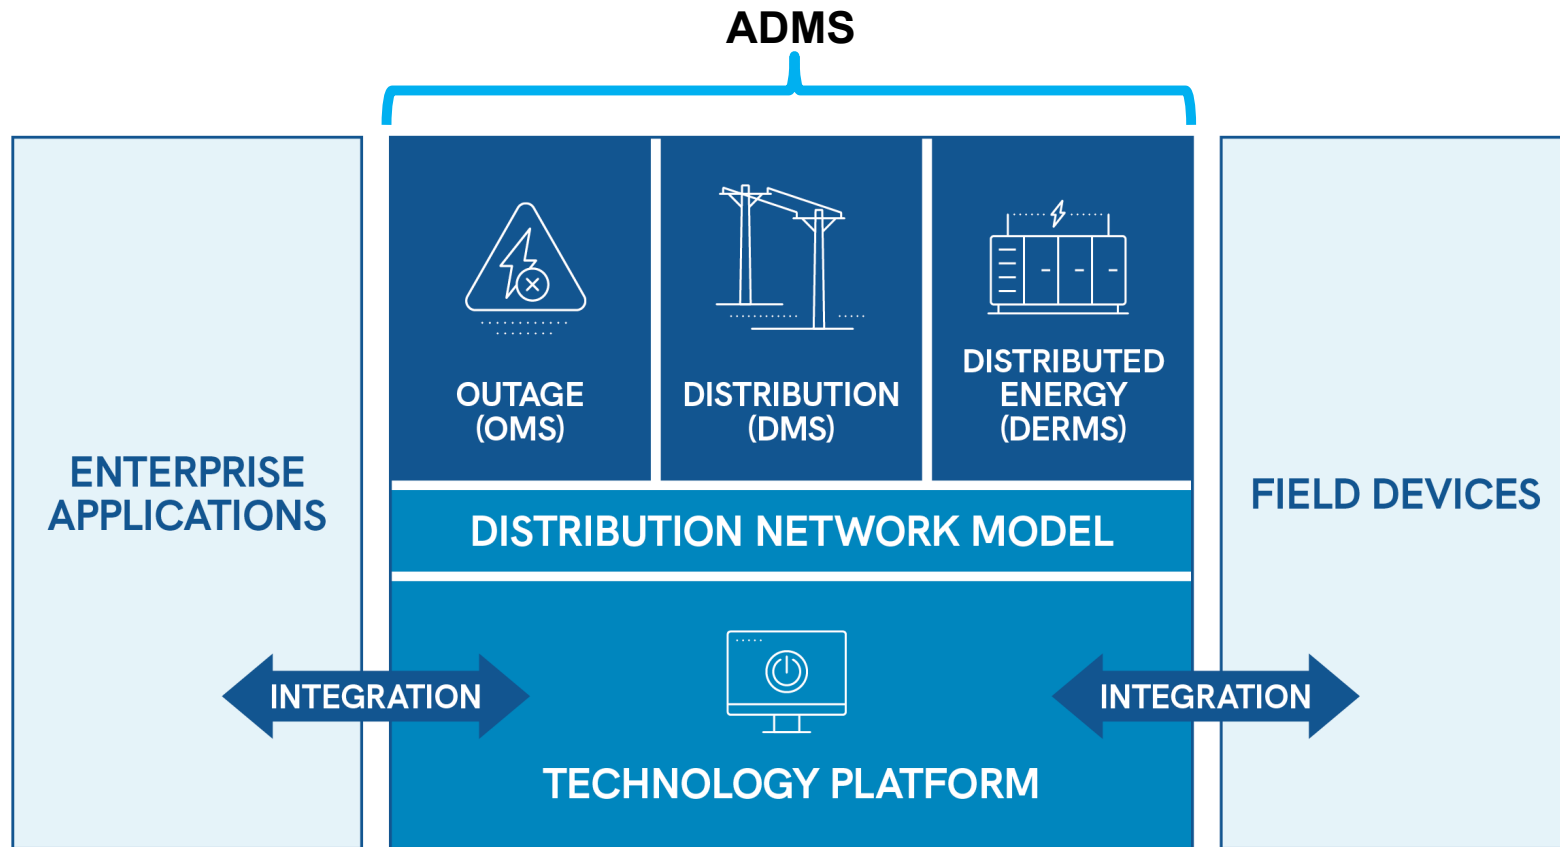 ADMS
OUTAGE
(OMS)
DISTRIBUTION
(DMS)
DISTRIBUTED
ENERGY
(DERMS)
ENTERPRISE
APPLICATIONS
DISTRIBUTION NETWORK MODEL
FIELD DEVICES
INTEGRATION
INTEGRATION
TECHNOLOGY PLATFORM